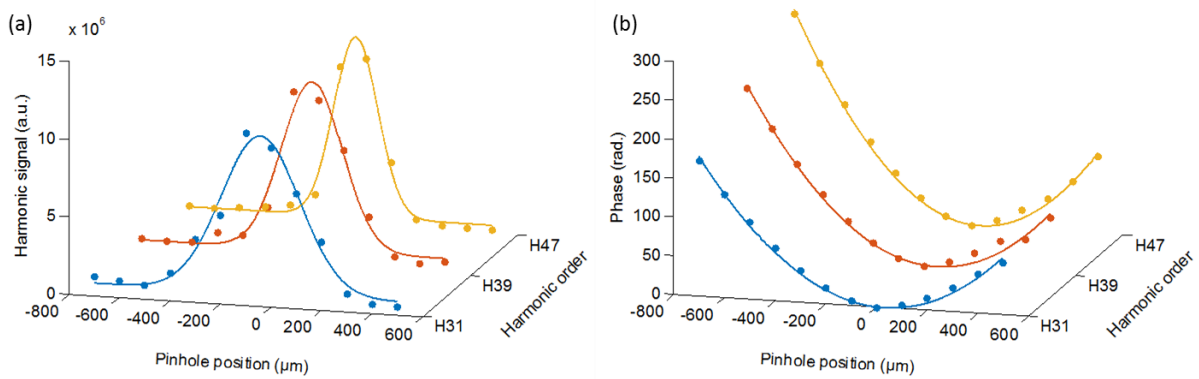 (a)
x 10⁶
15
10
5
0
Harmonic signal (a.u.)
-800
-600
-400
-200
0
200
400
600
Pinhole position (µm)
H31
H39
H47
Harmonic order
(b)
300
250
200
150
100
50
0
Phase (rad.)
-800
-600
-400
-200
0
200
400
600
Pinhole position (µm)
H31
H39
H47
Harmonic order